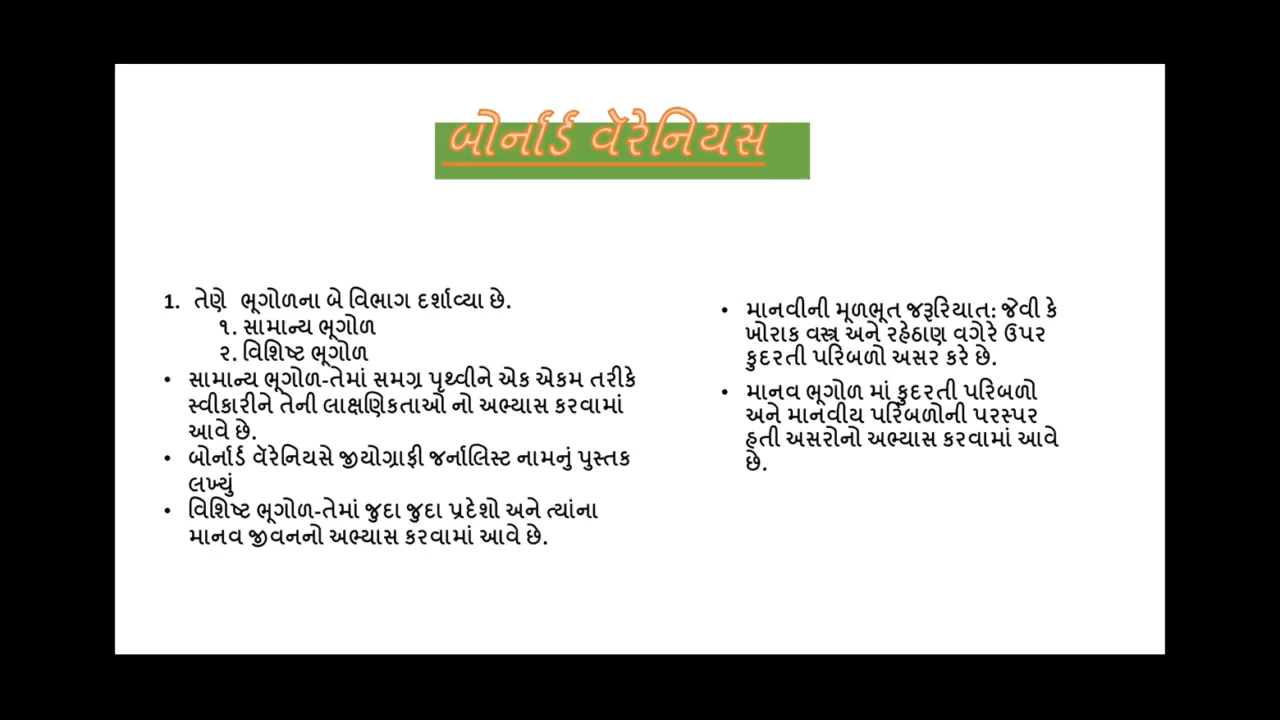 બોર્નાર્ડ વૅરેનિયસ
1. તેણે ભૂગોળના બે વિભાગ દર્શાવ્યા છે.
૧. સામાન્ય ભૂગોળ
૨. વિશિષ્ટ ભૂગોળ
• સામાન્ય ભૂગોળ-તેમાં સમગ્ર પૃથ્વીને એક એકમ તરીકે
સ્વીકારીને તેની લાક્ષણિકતાઓ નો અભ્યાસ કરવામાં
આવે છે.
• બોર્નાર્ડ વૅરેનિયસે જીયોગ્રાફી જર્નાલિસ્ટ નામનું પુસ્તક
લખ્યું
• વિશિષ્ટ ભૂગોળ-તેમાં જુદા જુદા પ્રદેશો અને ત્યાંના
માનવ જીવનનો અભ્યાસ કરવામાં આવે છે.
• માનવીની મૂળભૂત જરૂરિયાત: જેવી કે
ખોરાક વસ્ત્ર અને રહેઠાણ વગેરે ઉપર
કુદરતી પરિબળો અસર કરે છે.
• માનવ ભૂગોળ માં કુદરતી પરિબળો
અને માનવીય પરિબળોની પરસ્પર
હતી અસરોનો અભ્યાસ કરવામાં આવે
છે.